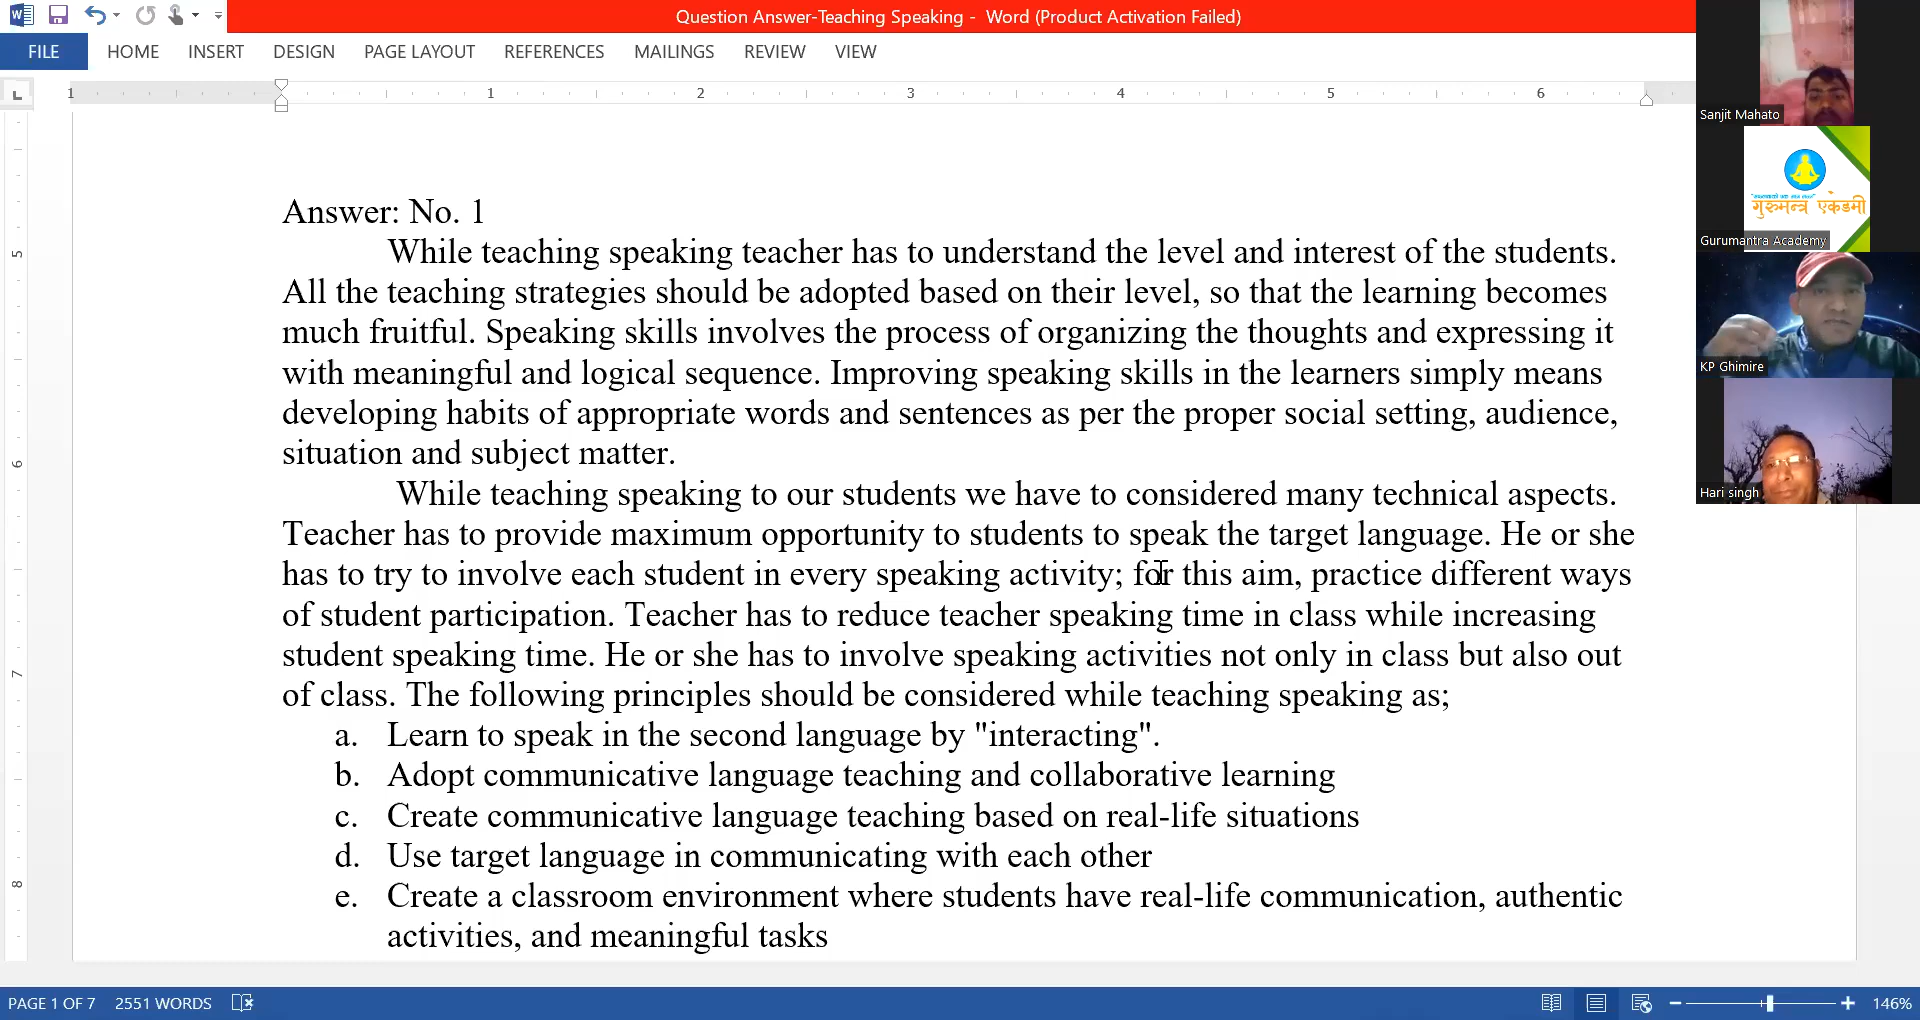 Question Answer-Teaching Speaking - Word (Product Activation Failed)
FILE HOME INSERT DESIGN PAGE LAYOUT REFERENCES MAILINGS REVIEW VIEW
1 1 2 3 4 5 6
Answer: No. 1
While teaching speaking teacher has to understand the level and interest of the students.
All the teaching strategies should be adopted based on their level, so that the learning becomes
much fruitful. Speaking skills involves the process of organizing the thoughts and expressing it
with meaningful and logical sequence. Improving speaking skills in the learners simply means
developing habits of appropriate words and sentences as per the proper social setting, audience,
situation and subject matter.
While teaching speaking to our students we have to considered many technical aspects.
Teacher has to provide maximum opportunity to students to speak the target language. He or she
has to try to involve each student in every speaking activity; for this aim, practice different ways
of student participation. Teacher has to reduce teacher speaking time in class while increasing
student speaking time. He or she has to involve speaking activities not only in class but also out
of class. The following principles should be considered while teaching speaking as;
a. Learn to speak in the second language by "interacting".
b. Adopt communicative language teaching and collaborative learning
c. Create communicative language teaching based on real-life situations
d. Use target language in communicating with each other
e. Create a classroom environment where students have real-life communication, authentic
activities, and meaningful tasks
5
6
7
8
Sanjit Mahato
गुरुमन्त्र एकेडमी
Gurumantra Academy
KP Ghimire
Hari singh
PAGE 1 OF 7 2551 WORDS 146%